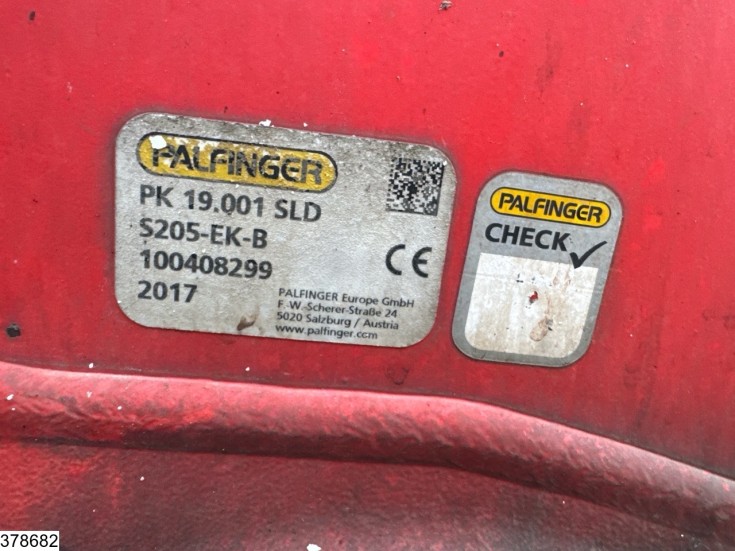 PALFINGER
PK 19.001 SLD
S205-EK-B
100408299
2017
CE
PALFINGER Europe GmbH
F.-W.-Scherer-Straße 24
5020 Salzburg / Austria
www.palfinger.com
PALFINGER
CHECK
378682